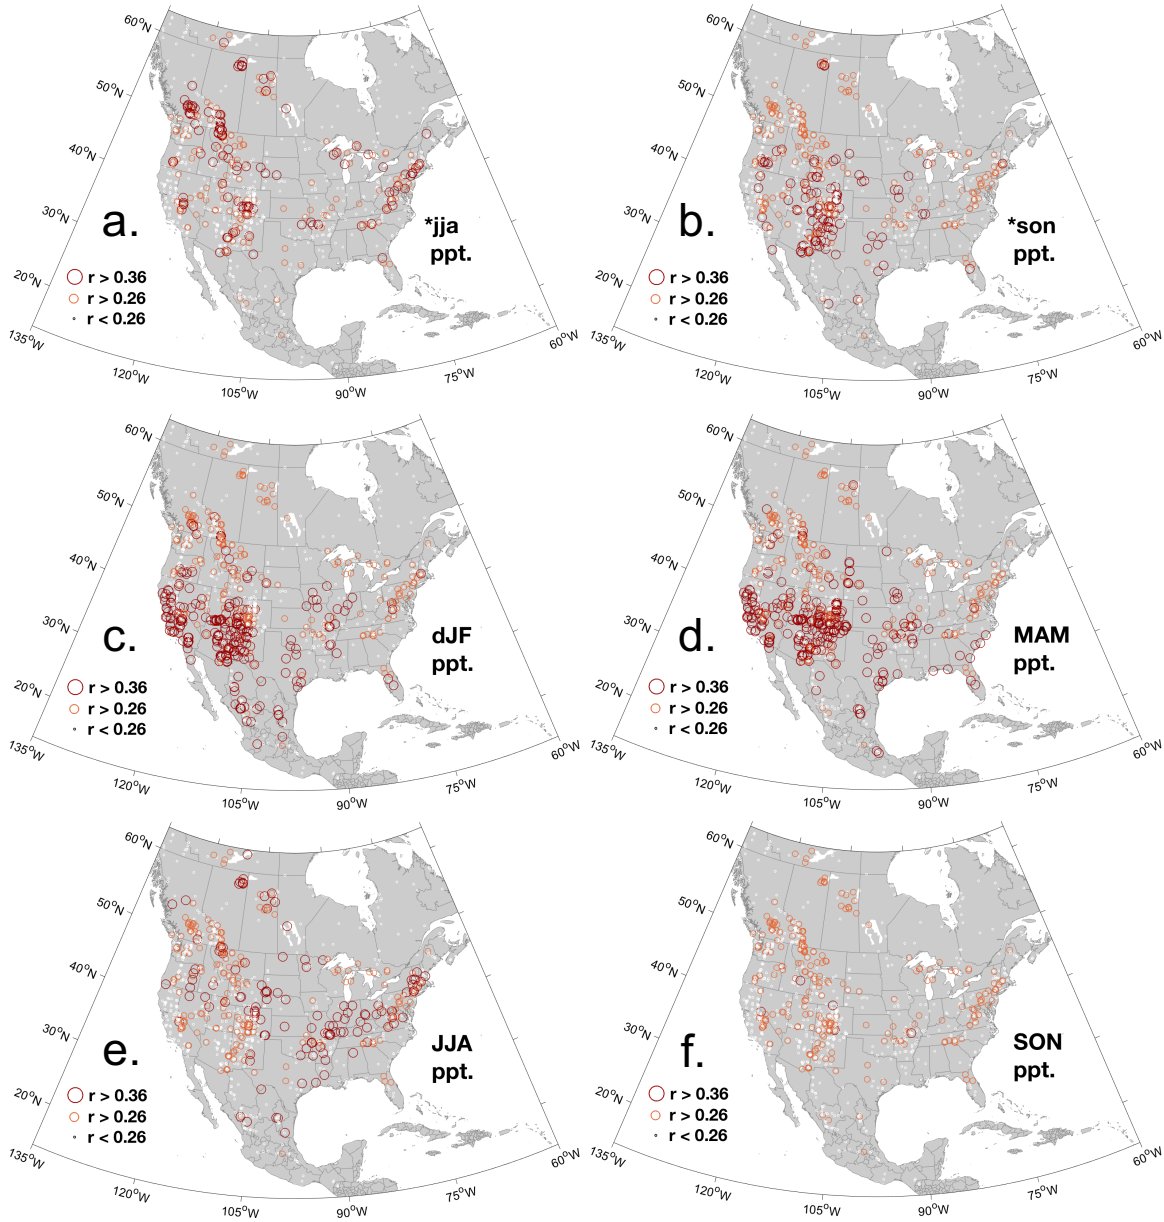 60°N
50°N
40°N
30°N
20°N
135°W
120°W
105°W
90°W
75°W
60°W
a.
*jja
ppt.
r > 0.36
r > 0.26
r < 0.26
60°N
50°N
40°N
30°N
20°N
135°W
120°W
105°W
90°W
75°W
60°W
b.
*son
ppt.
r > 0.36
r > 0.26
r < 0.26
60°N
50°N
40°N
30°N
20°N
135°W
120°W
105°W
90°W
75°W
60°W
c.
dJF
ppt.
r > 0.36
r > 0.26
r < 0.26
60°N
50°N
40°N
30°N
20°N
135°W
120°W
105°W
90°W
75°W
60°W
d.
MAM
ppt.
r > 0.36
r > 0.26
r < 0.26
60°N
50°N
40°N
30°N
20°N
135°W
120°W
105°W
90°W
75°W
60°W
e.
JJA
ppt.
r > 0.36
r > 0.26
r < 0.26
60°N
50°N
40°N
30°N
20°N
135°W
120°W
105°W
90°W
75°W
60°W
f.
SON
ppt.
r > 0.36
r > 0.26
r < 0.26